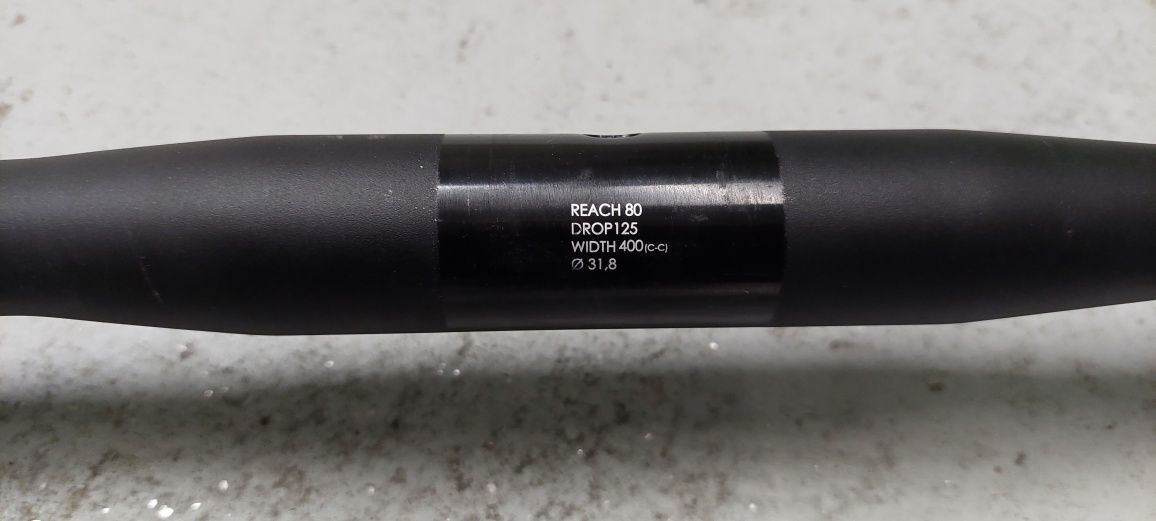 REACH 80
DROP125
WIDTH 400(C-C)
Ø 31,8